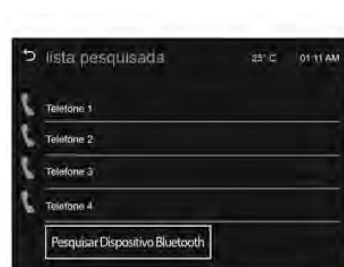 lista pesquisada 25° C 01:11 AM
Telefone 1
Telefone 2
Telefone 3
Telefone 4
Pesquisar Dispositivo Bluetooth